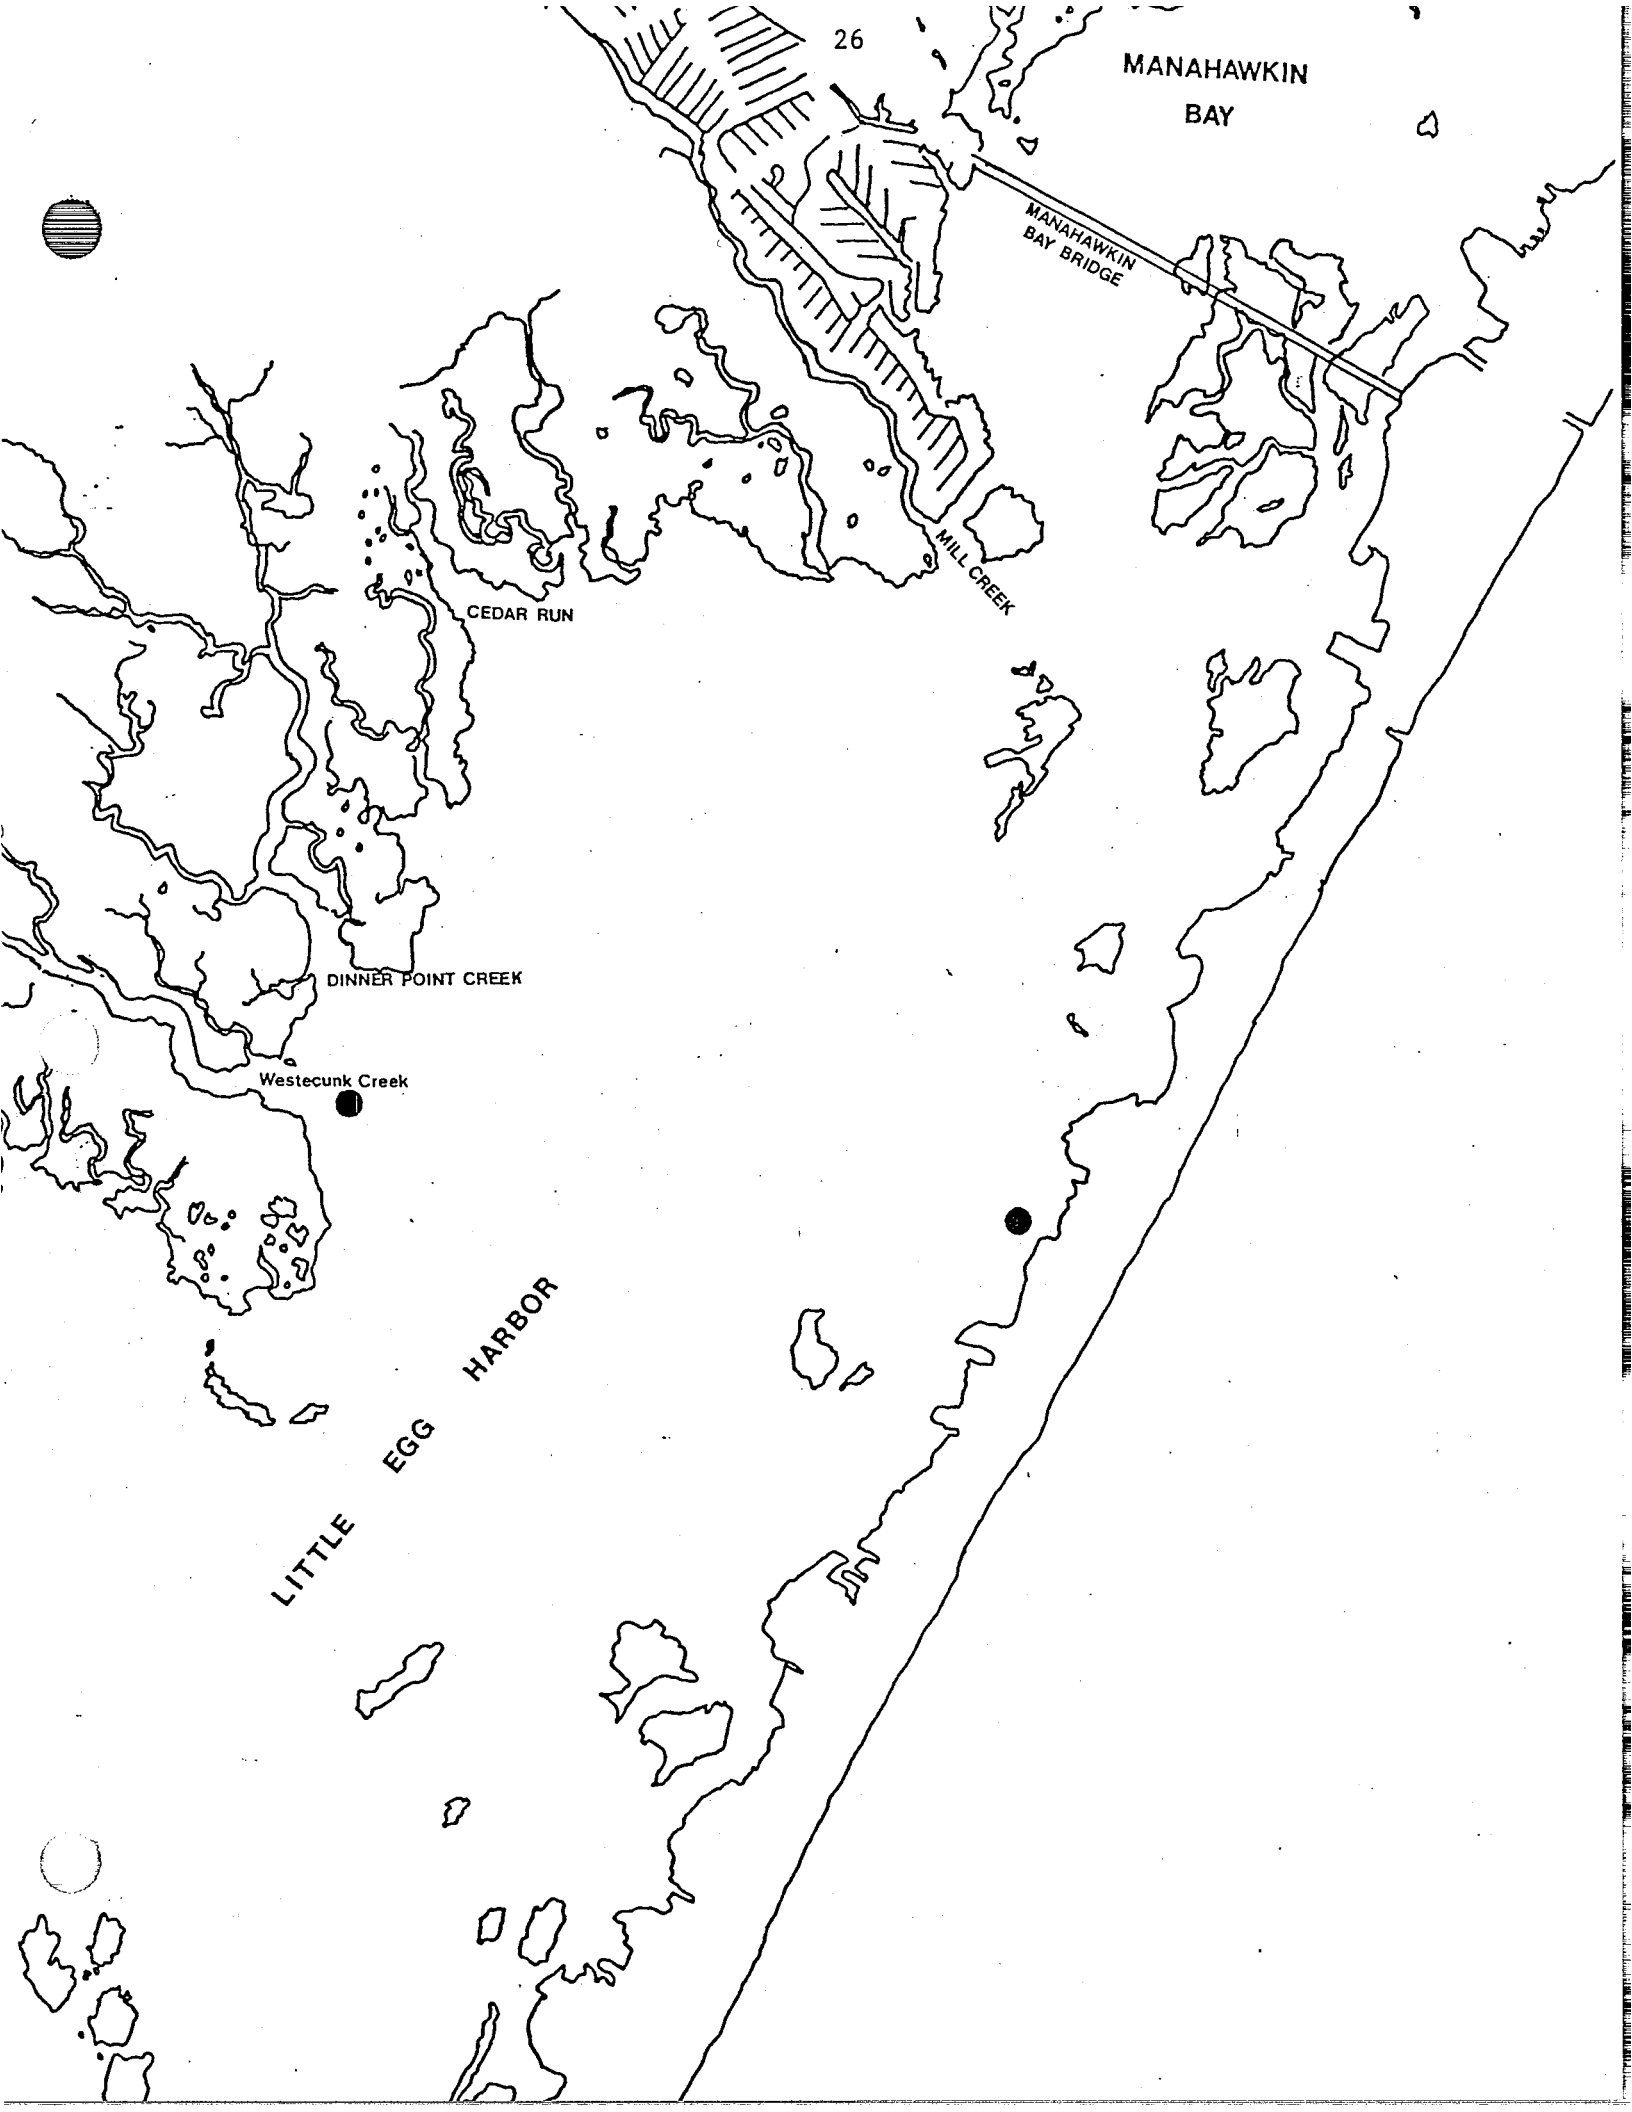 26
MANAHAWKIN
BAY
MANAHAWKIN
BAY BRIDGE
MILL CREEK
CEDAR RUN
DINNER POINT CREEK
Westecunk Creek
LITTLE EGG HARBOR